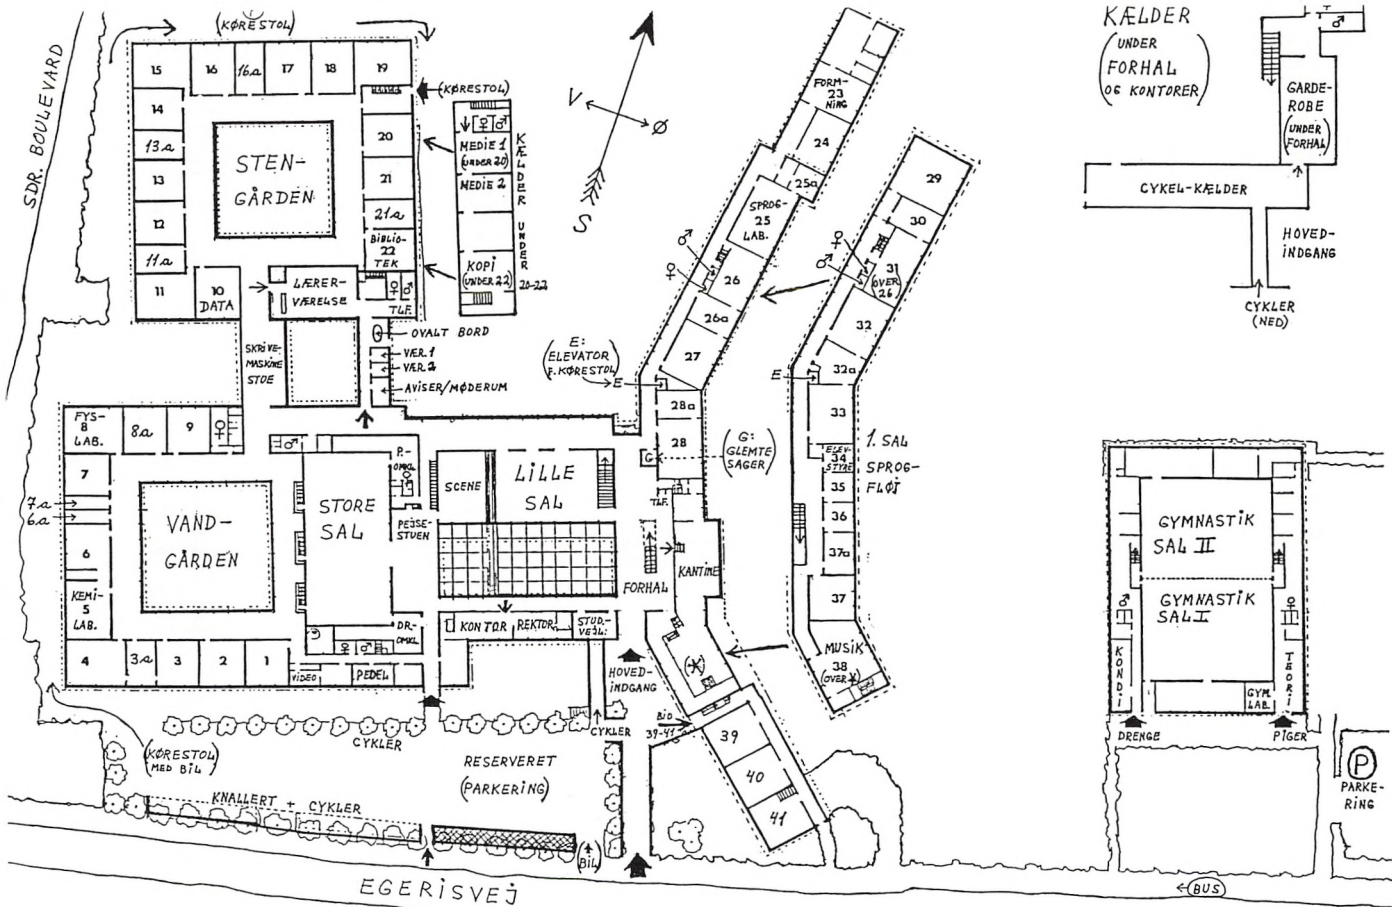 (KØRESTOL)
SDR. BOULEVARD
15
16
16a
17
18
19
(KØRESTOL)
14
13.a
13
12
11a
11
10
DATA
STEN-
GÅRDEN
20
21
21a
BIBLIO-
22
TEK
LÆRER-
VÆRELSE
♀
♂
TLF.
♀ ♂
MEDIE 1
(UNDER 20)
MEDIE 2
KOPI
(UNDER 22)
KÆLDER UNDER
20-22
OVALT BORD
VÆR. 1
VÆR. 2
AVISER/MØDERUM
SKRIVE-
MASKINE
STUE
V
Ø
S
FORM-
23
NING
24
25a
SPROG-
25
LAB.
♂
♀
26
26a
27
E:
ELEVATOR
F. KØRESTOL
E
28a
28
G
G:
GLEMTE
SAGER
TLF.
29
30
♀
♂
31
(OVER
26)
32
32a
E
33
34
ELEV-
STYRE
35
36
37a
37
1. SAL
SPROG-
FLØJ
MUSIK
38
(OVER *)
KÆLDER
(UNDER
FORHAL
OG KONTORER)
♂
GARDE-
ROBE
(UNDER
FORHAL)
CYKEL-KÆLDER
HOVED-
INDGANG
CYKLER
(NED)
FYS-
8
LAB.
8a
9
♀
♂
7
7a
6a
6
KEMI-
5
LAB.
4
3.a
3
2
1
VAND-
GÅRDEN
STORE
SAL
P.-
OMKL.
♀
PEJSE-
STUEN
SCENE
LILLE
SAL
FORHAL
KANTINE
DR.-
OMKL.
♀ ♂
VIDEO
PEDEL
KONTOR
REKTOR
STUD.-
VEJL.
(*)
HOVED-
INDGANG
CYKLER
BIO
39-41
39
40
41
CYKLER
(KØRESTOL
MED BIL)
KNALLERT + CYKLER
RESERVERET
(PARKERING)
(BIL)
EGERISVEJ
←BUS
GYMNASTIK
SAL II
GYMNASTIK
SAL I
♂
♀
KONDI
TEORI
GYM.
LAB.
DRENGE
PIGER
P
PARKE-
RING